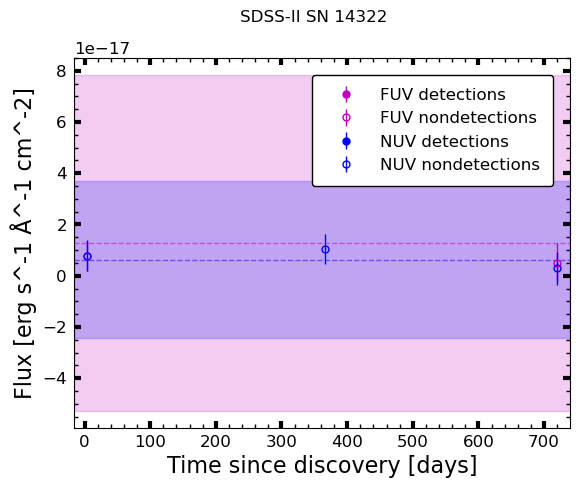 SDSS-II SN 14322
1e−17
8
6
4
2
0
−2
−4
Flux [erg s^-1 Å^-1 cm^-2]
FUV detections
FUV nondetections
NUV detections
NUV nondetections
0 100 200 300 400 500 600 700
Time since discovery [days]